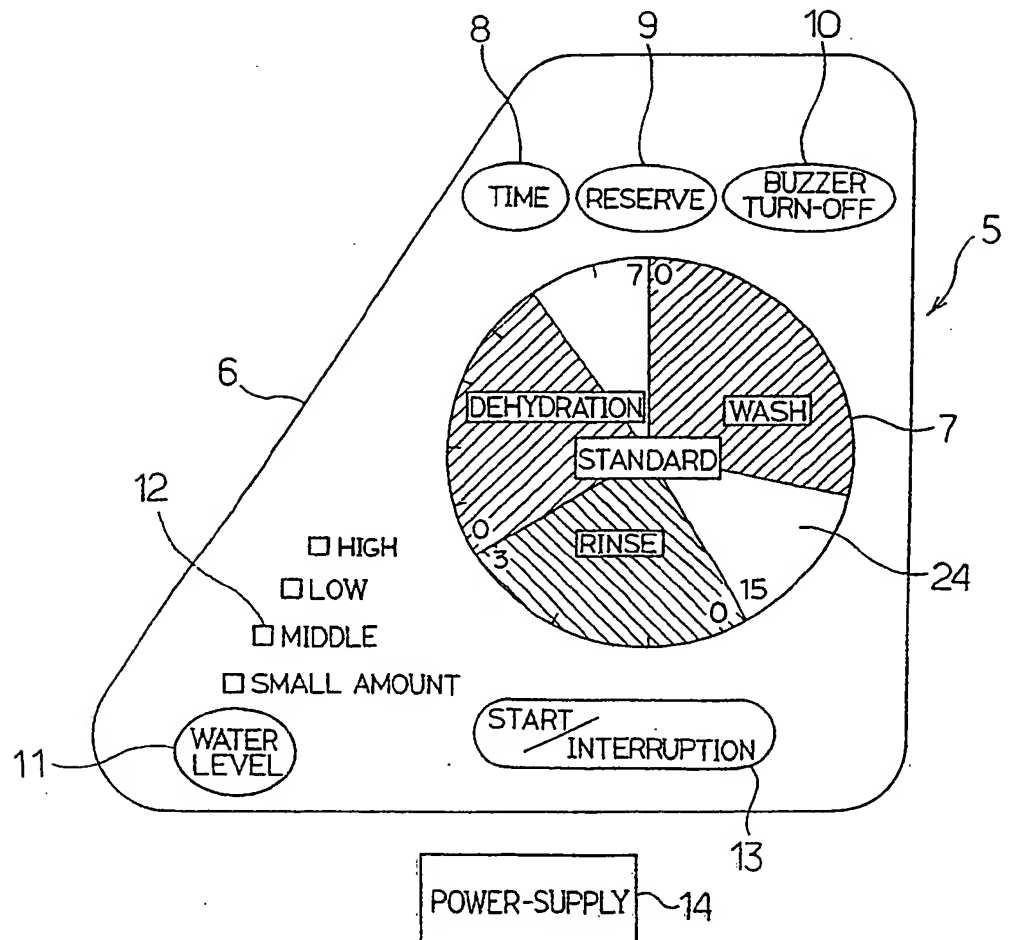 8
9
10
TIME
RESERVE
BUZZER
TURN-OFF
5
7
0
6
DEHYDRATION
WASH
7
STANDARD
12
0
3
RINSE
HIGH
LOW
24
0
15
MIDDLE
SMALL AMOUNT
START/
INTERRUPTION
WATER
LEVEL
11
13
POWER-SUPPLY
14